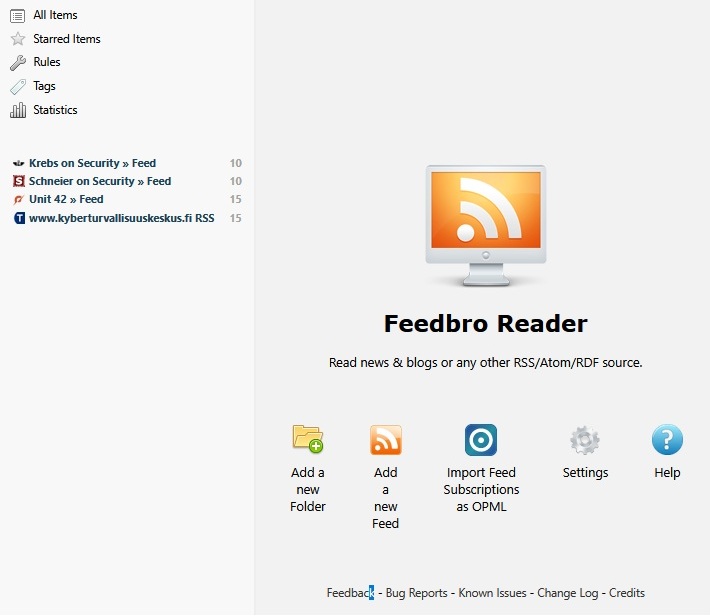 All Items
Starred Items
Rules
Tags
Statistics
Krebs on Security » Feed 10
Schneier on Security » Feed 10
Unit 42 » Feed 15
www.kyberturvallisuuskeskus.fi RSS 15
Feedbro Reader
Read news & blogs or any other RSS/Atom/RDF source.
Add a
new
Folder
Add
a
new
Feed
Import Feed
Subscriptions
as OPML
Settings
Help
Feedback - Bug Reports - Known Issues - Change Log - Credits